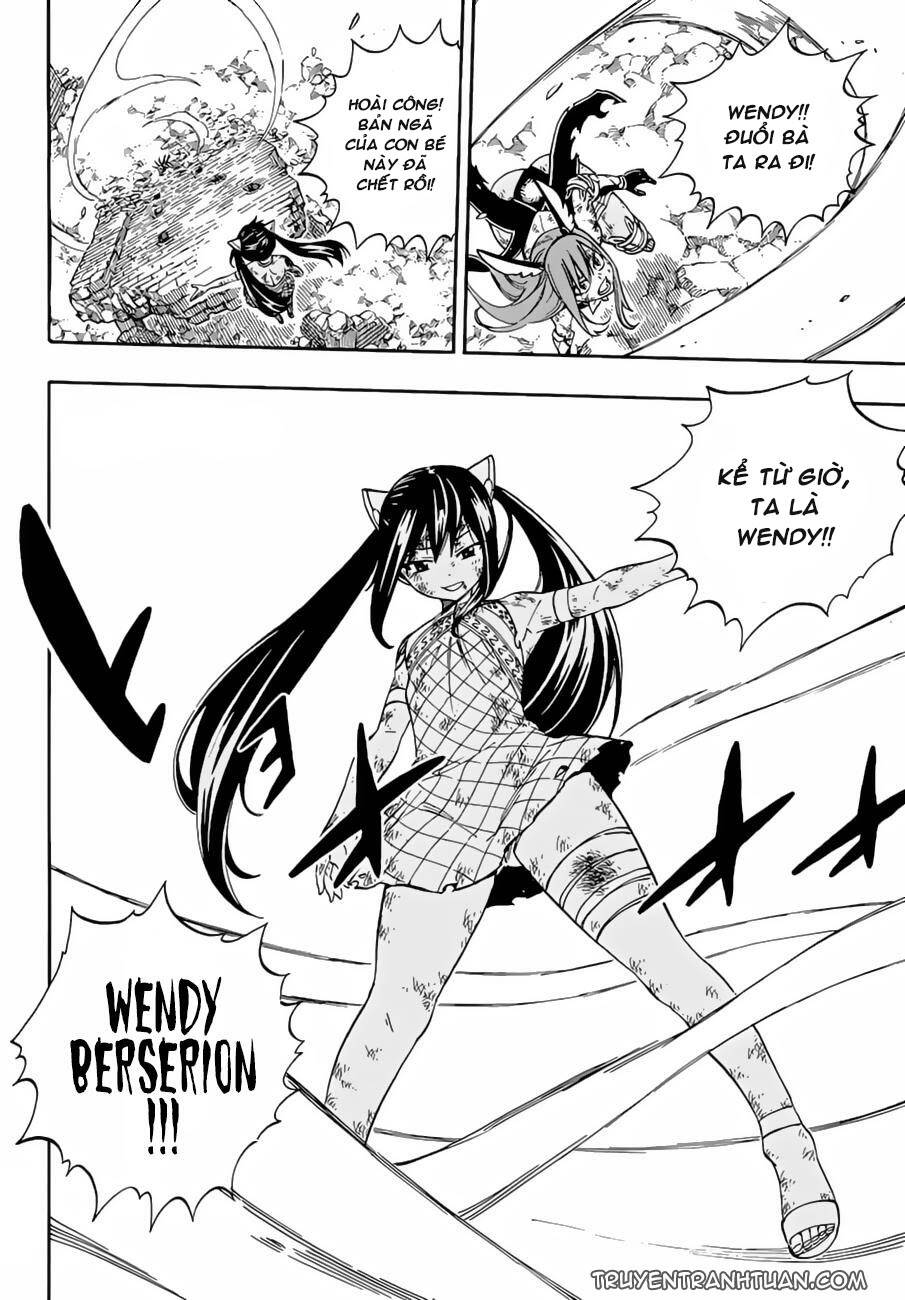 WENDY!!
ĐUỔI BÀ
TA RA ĐI!
HOÀI CÔNG!
BẢN NGÃ
CỦA CON BÉ
NÀY ĐÃ
CHẾT RỒI!
KỂ TỪ GIỜ,
TA LÀ
WENDY!!
WENDY
BERSERION
!!!
TRUYENTRANHTUAN.COM